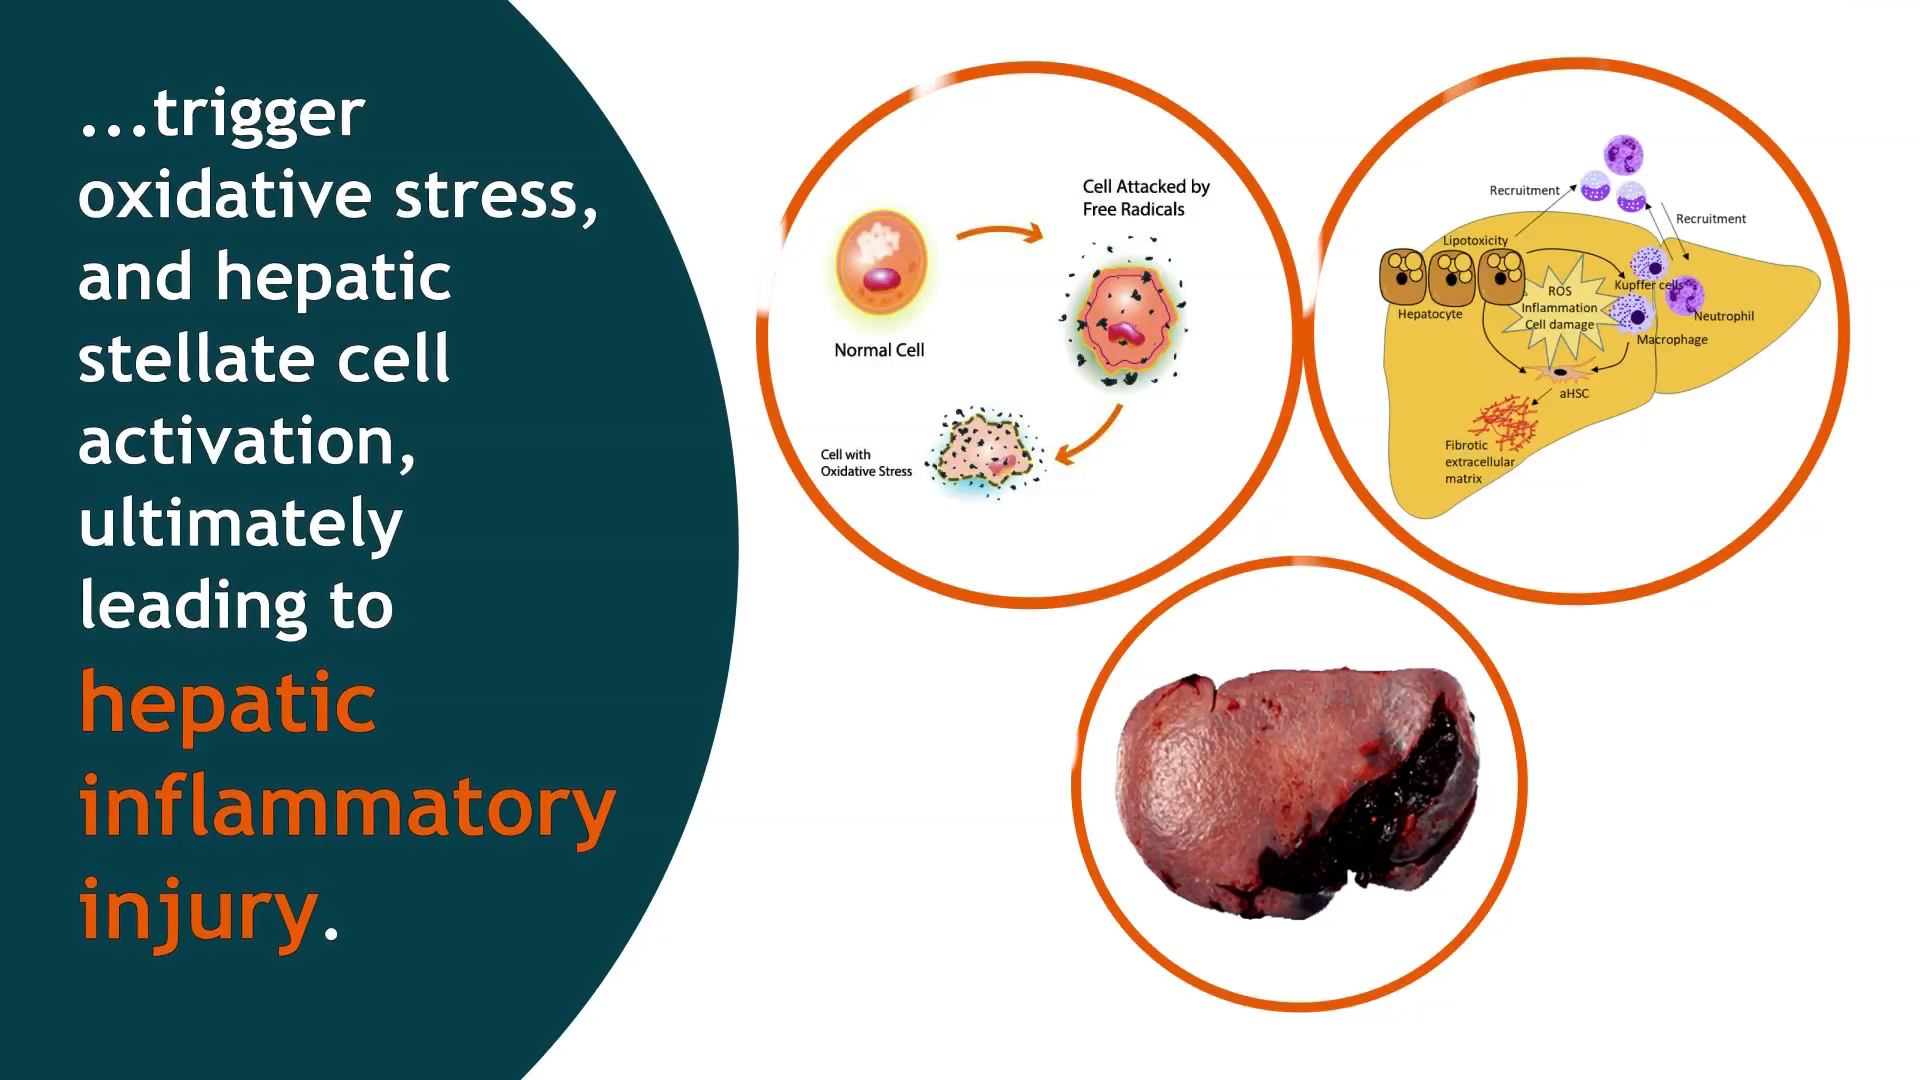 ...trigger
oxidative stress,
and hepatic
stellate cell
activation,
ultimately
leading to
hepatic
inflammatory
injury.
Cell Attacked by
Free Radicals
Normal Cell
Cell with
Oxidative Stress
Recruitment
Recruitment
Lipotoxicity
Kupffer cells
ROS
Inflammation
Cell damage
Hepatocyte
Neutrophil
Macrophage
aHSC
Fibrotic
extracellular
matrix